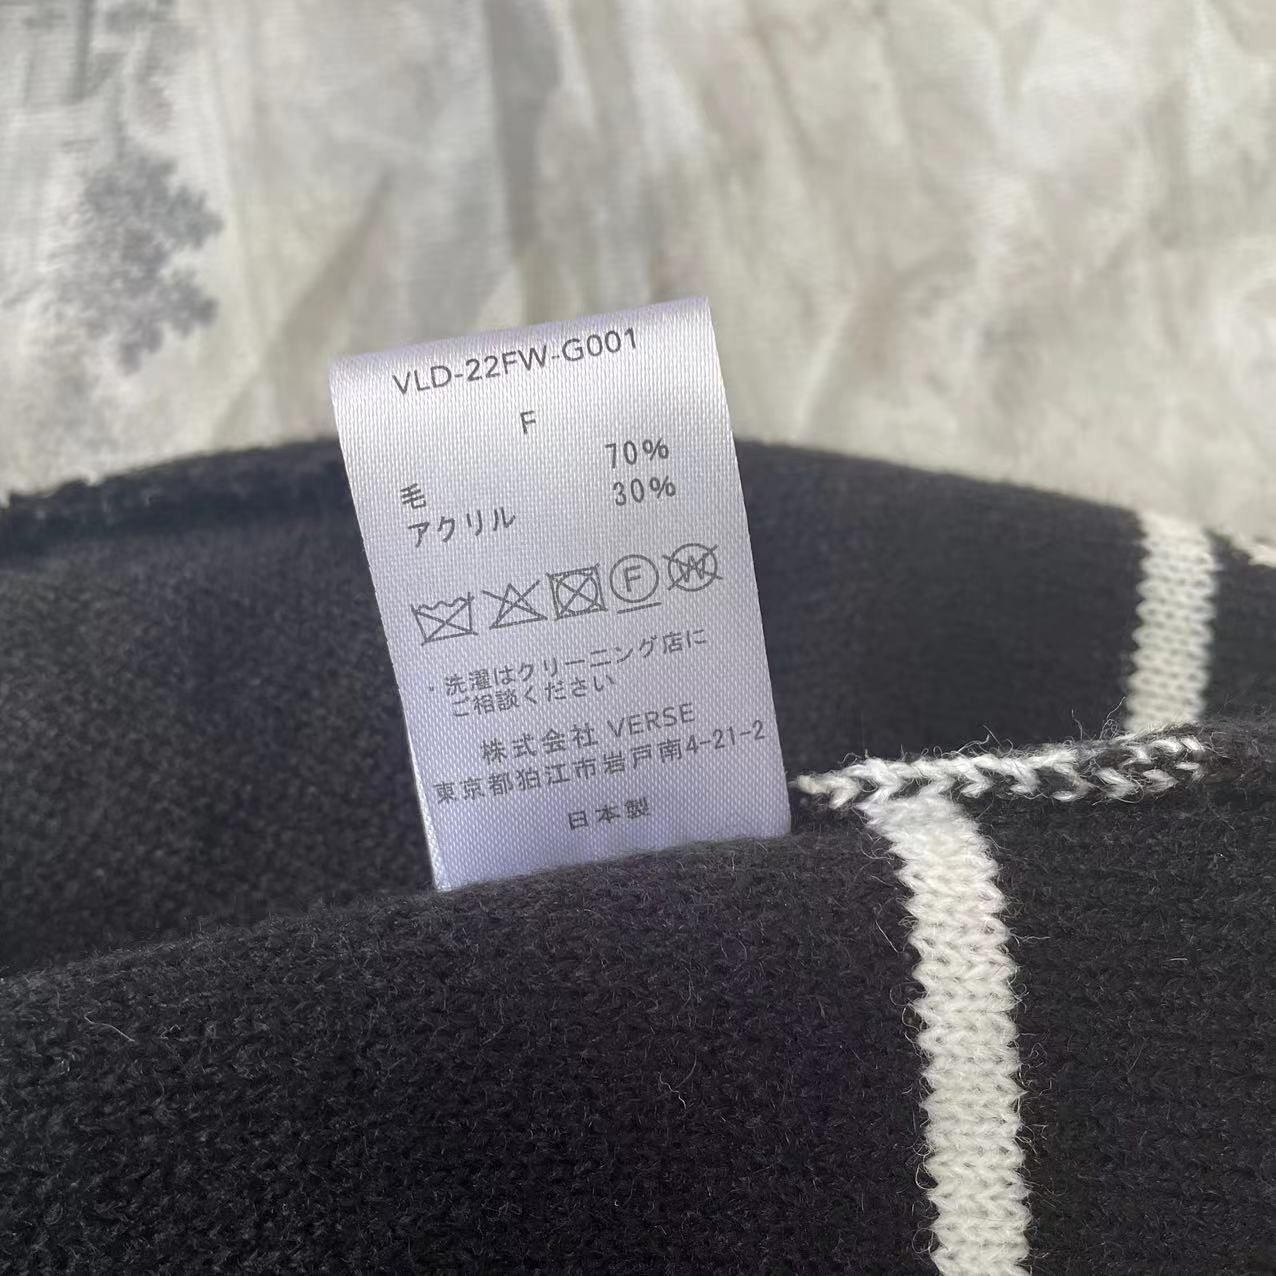 VLD-22FW-G001
F
毛 70%
アクリル 30%
F W
・洗濯はクリーニング店に
ご相談ください
株式会社 VERSE
東京都狛江市岩戸南4-21-2
日本製